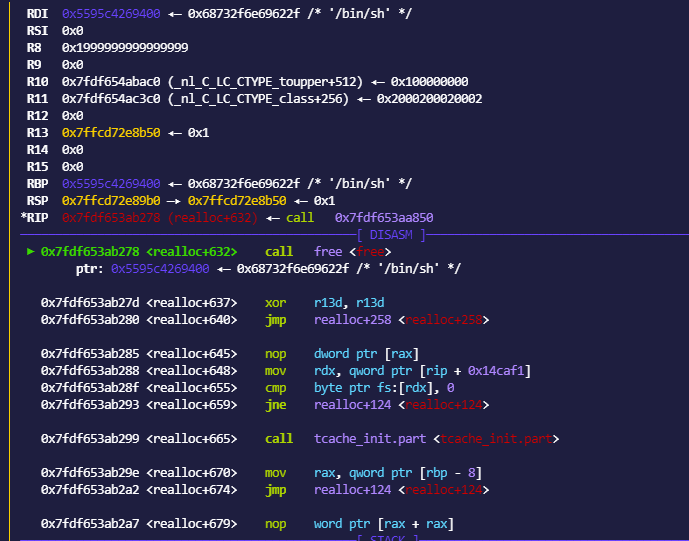 RDI 0x5595c4269400 ◂— 0x68732f6e69622f /* '/bin/sh' */
RSI 0x0
R8 0x1999999999999999
R9 0x0
R10 0x7fdf654abac0 (_nl_C_LC_CTYPE_toupper+512) ◂— 0x100000000
R11 0x7fdf654ac3c0 (_nl_C_LC_CTYPE_class+256) ◂— 0x2000200020002
R12 0x0
R13 0x7ffcd72e8b50 ◂— 0x1
R14 0x0
R15 0x0
RBP 0x5595c4269400 ◂— 0x68732f6e69622f /* '/bin/sh' */
RSP 0x7ffcd72e89b0 —▸ 0x7ffcd72e8b50 ◂— 0x1
*RIP 0x7fdf653ab278 (realloc+632) ◂— call 0x7fdf653aa850
[ DISASM ]
► 0x7fdf653ab278 <realloc+632> call free <free>
ptr: 0x5595c4269400 ◂— 0x68732f6e69622f /* '/bin/sh' */
0x7fdf653ab27d <realloc+637> xor r13d, r13d
0x7fdf653ab280 <realloc+640> jmp realloc+258 <realloc+258>
0x7fdf653ab285 <realloc+645> nop dword ptr [rax]
0x7fdf653ab288 <realloc+648> mov rdx, qword ptr [rip + 0x14caf1]
0x7fdf653ab28f <realloc+655> cmp byte ptr fs:[rdx], 0
0x7fdf653ab293 <realloc+659> jne realloc+124 <realloc+124>
0x7fdf653ab299 <realloc+665> call tcache_init.part <tcache_init.part>
0x7fdf653ab29e <realloc+670> mov rax, qword ptr [rbp - 8]
0x7fdf653ab2a2 <realloc+674> jmp realloc+124 <realloc+124>
0x7fdf653ab2a7 <realloc+679> nop word ptr [rax + rax]
[ STACK ]